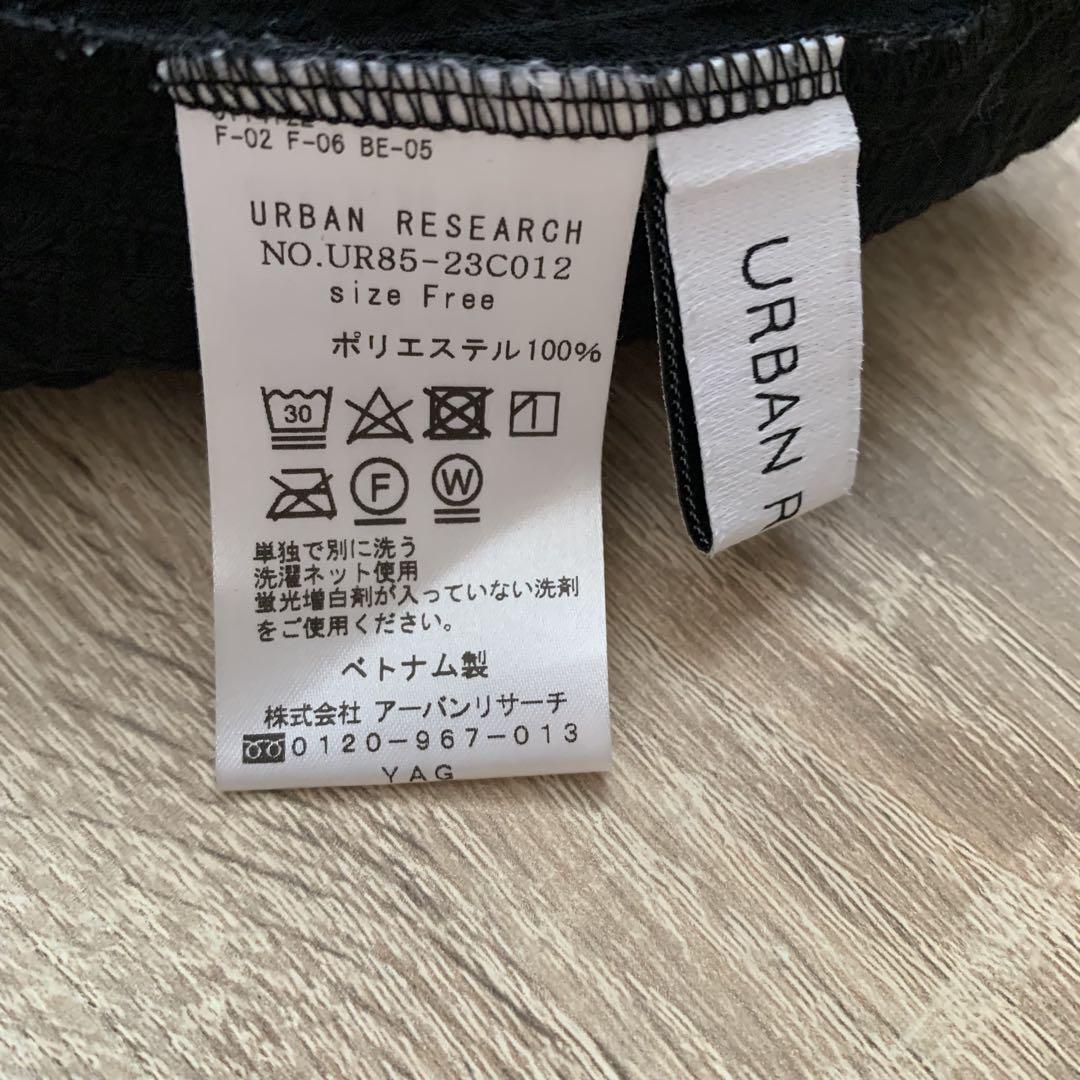 F-02 F-06 BE-05
URBAN RESEARCH
NO.UR85-23C012
size Free
ポリエステル100%
30
F W
単独で別に洗う
洗濯ネット使用
蛍光増白剤が入っていない洗剤
をご使用ください。
ベトナム製
株式会社 アーバンリサーチ
0120-967-013
YAG
URBAN R